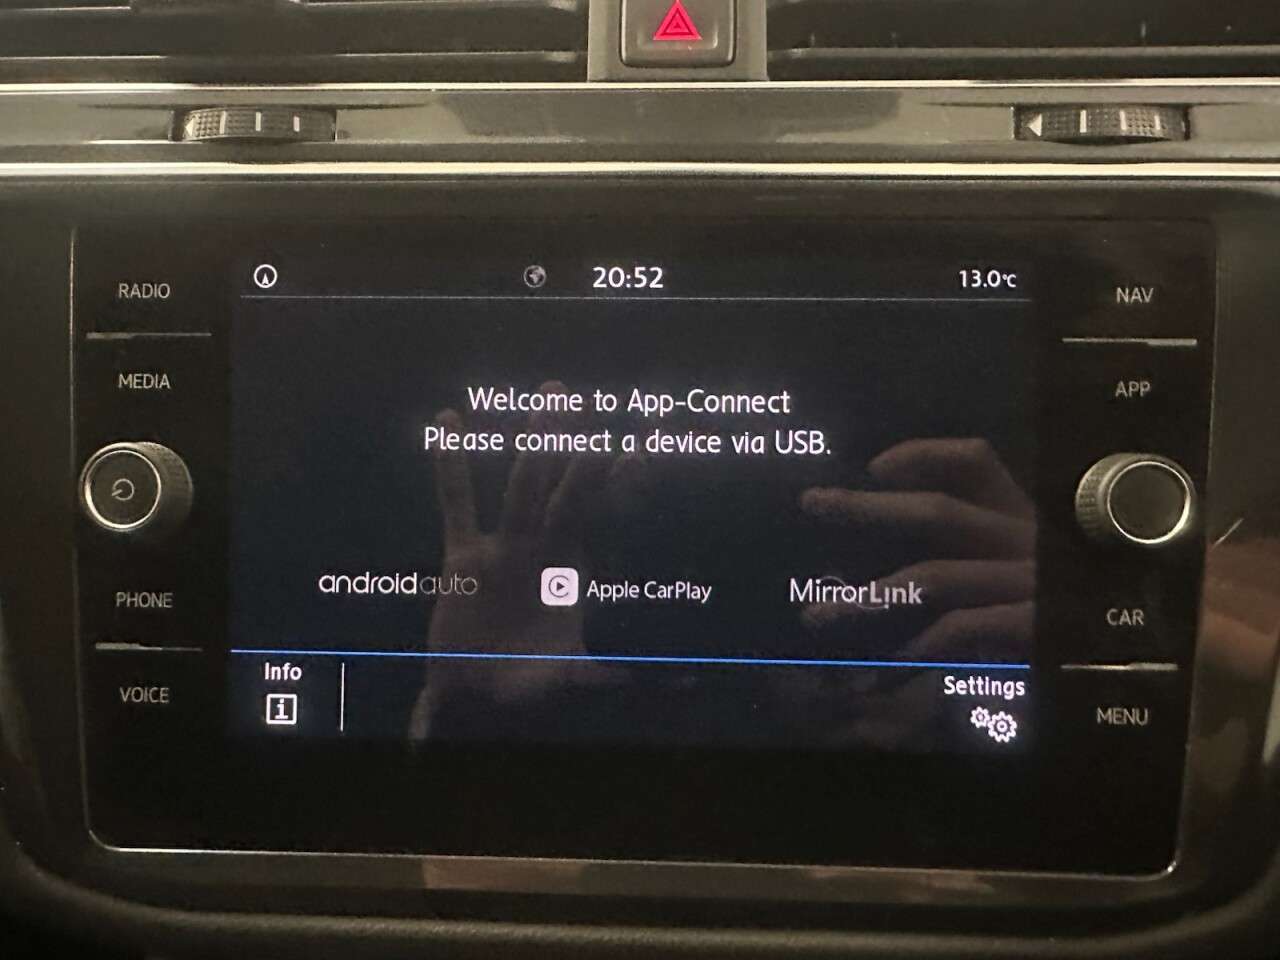 RADIO
MEDIA
PHONE
VOICE
20:52
13.0°C
Welcome to App-Connect
Please connect a device via USB.
androidauto
Apple CarPlay
MirrorLink
Info
i
Settings
NAV
APP
CAR
MENU